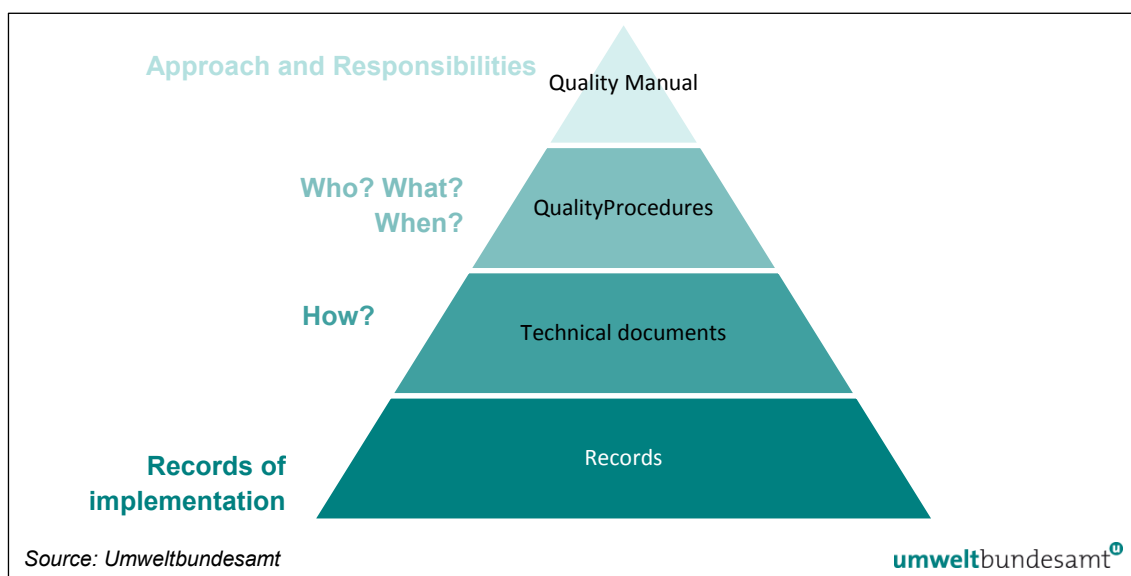 Approach and Responsibilities
Quality Manual
Who? What?
When?
QualityProcedures
How?
Technical documents
Records of
implementation
Records
Source: Umweltbundesamt
umweltbundesamt
u